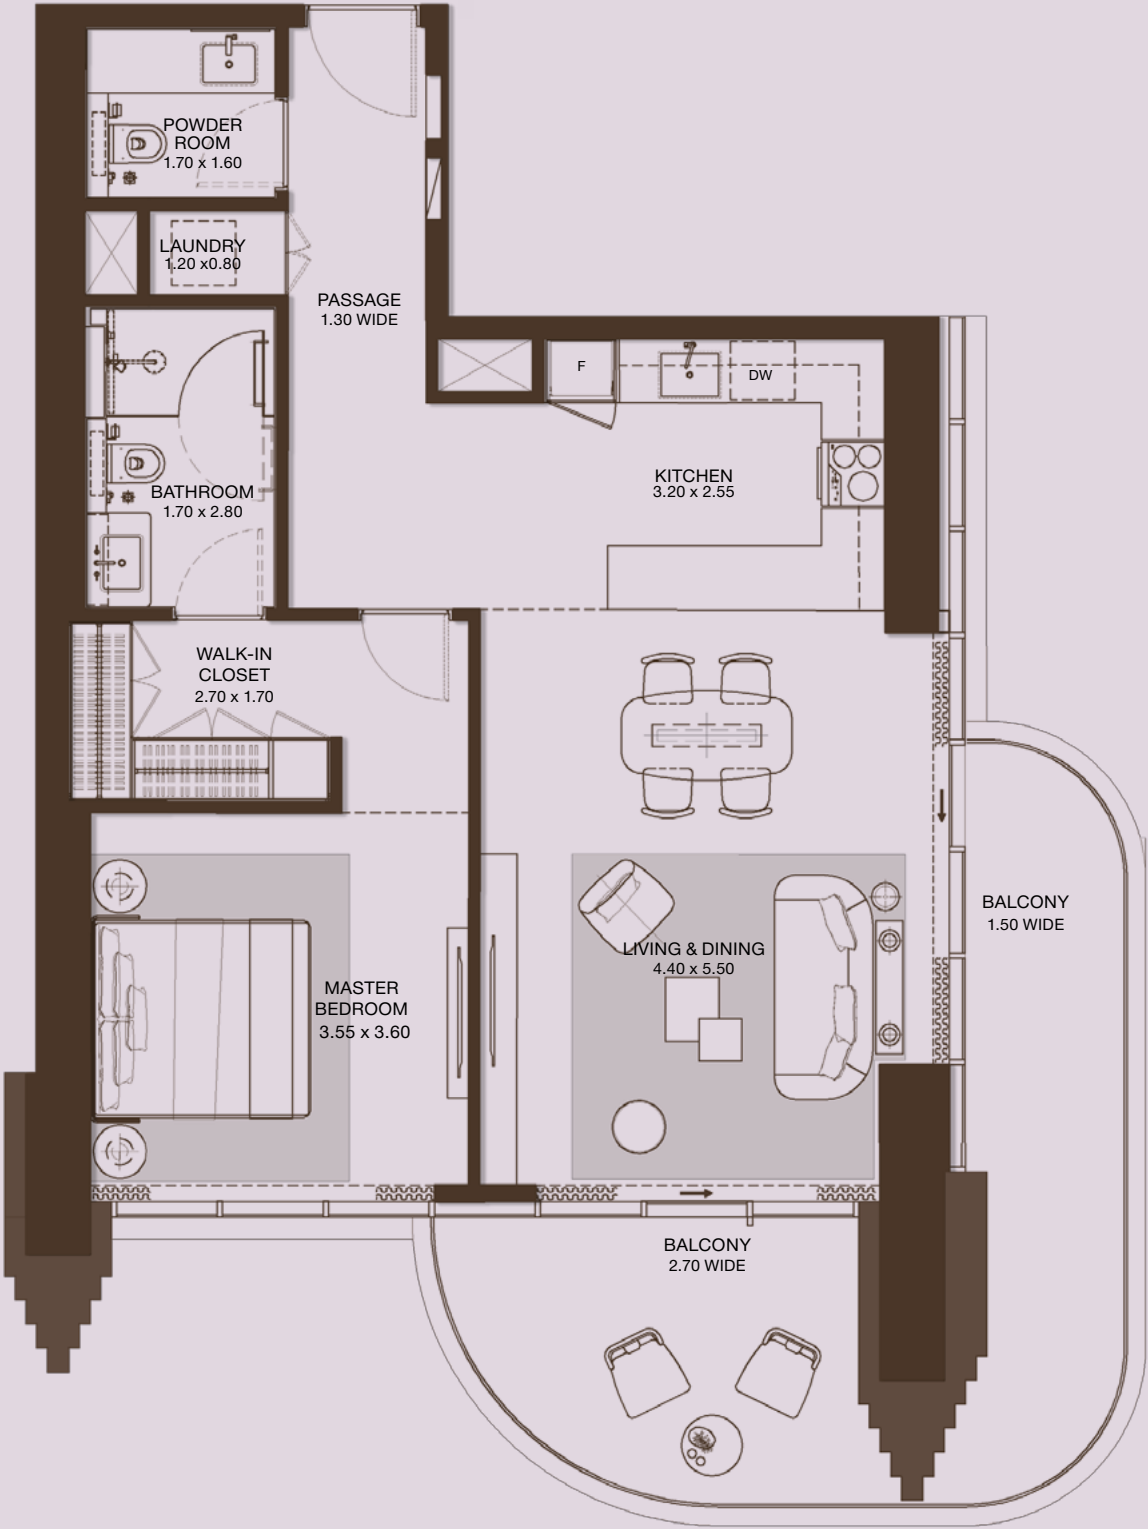 POWDER
ROOM
1.70 x 1.60
LAUNDRY
1.20 x0.80
PASSAGE
1.30 WIDE
F
DW
KITCHEN
3.20 x 2.55
BATHROOM
1.70 x 2.80
WALK-IN
CLOSET
2.70 x 1.70
BALCONY
1.50 WIDE
LIVING & DINING
4.40 x 5.50
MASTER
BEDROOM
3.55 x 3.60
BALCONY
2.70 WIDE